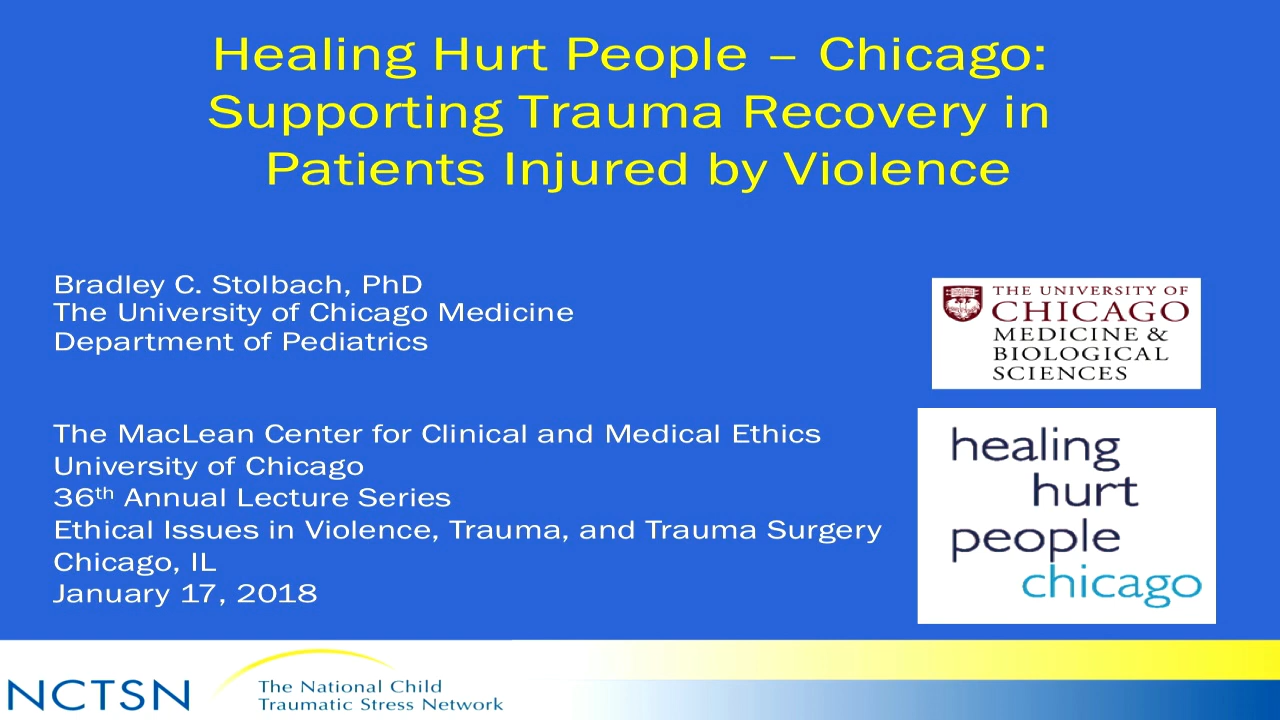 Healing Hurt People – Chicago:
Supporting Trauma Recovery in
Patients Injured by Violence
Bradley C. Stolbach, PhD
The University of Chicago Medicine
Department of Pediatrics
THE UNIVERSITY OF
CHICAGO
MEDICINE &
BIOLOGICAL
SCIENCES
The MacLean Center for Clinical and Medical Ethics
University of Chicago
36th Annual Lecture Series
Ethical Issues in Violence, Trauma, and Trauma Surgery
Chicago, IL
January 17, 2018
healing
hurt
people
chicago
NCTSN
The National Child
Traumatic Stress Network